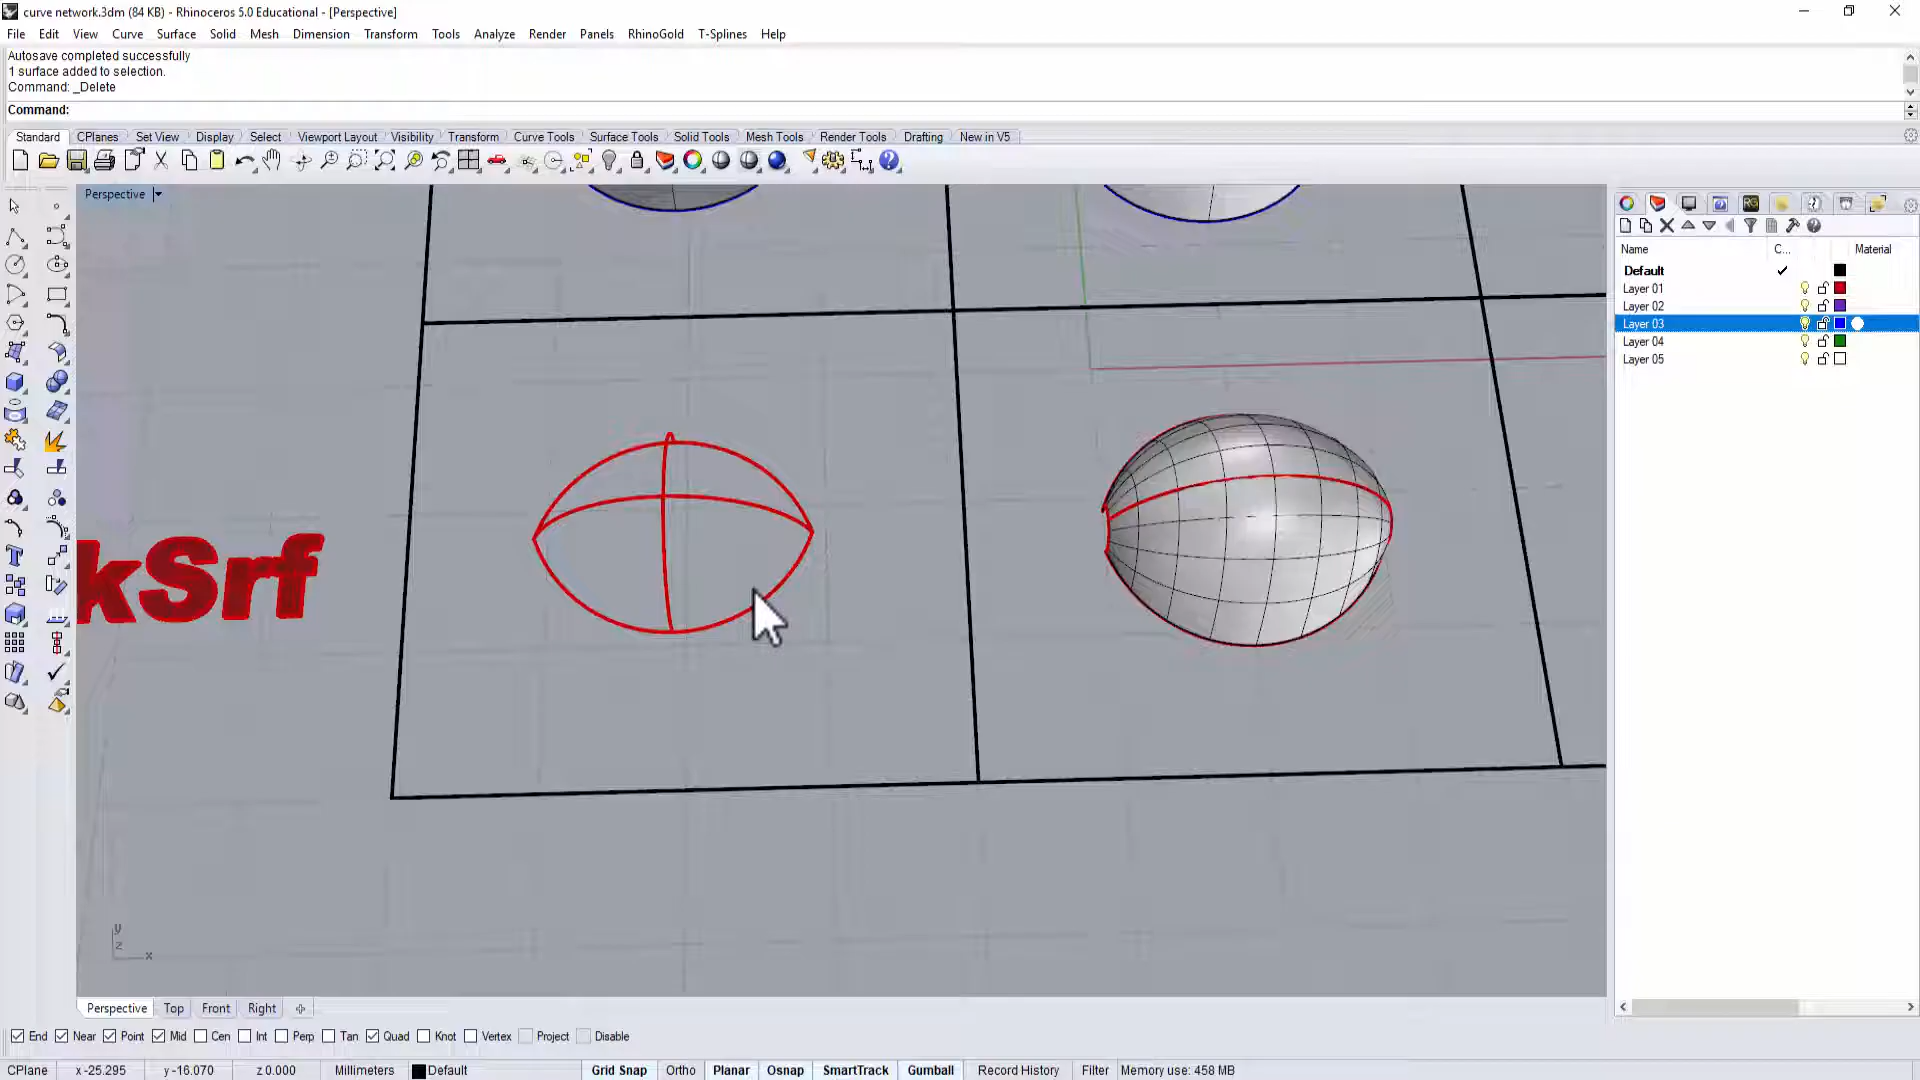 curve network.3dm (84 KB) - Rhinoceros 5.0 Educational - [Perspective]
File Edit View Curve Surface Solid Mesh Dimension Transform Tools Analyze Render Panels RhinoGold T-Splines Help
Autosave completed successfully
1 surface added to selection.
Command: _Delete
Command:
Standard CPlanes Set View Display Select Viewport Layout Visibility Transform Curve Tools Surface Tools Solid Tools Mesh Tools Render Tools Drafting New in V5
Perspective
Name C... Material
Default
Layer 01
Layer 02
Layer 03
Layer 04
Layer 05
kSrf
y
z
x
Perspective Top Front Right
End Near Point Mid Cen Int Perp Tan Quad Knot Vertex Project Disable
CPlane x -25.295 y -16.070 z 0.000 Millimeters Default Grid Snap Ortho Planar Osnap SmartTrack Gumball Record History Filter Memory use: 458 MB